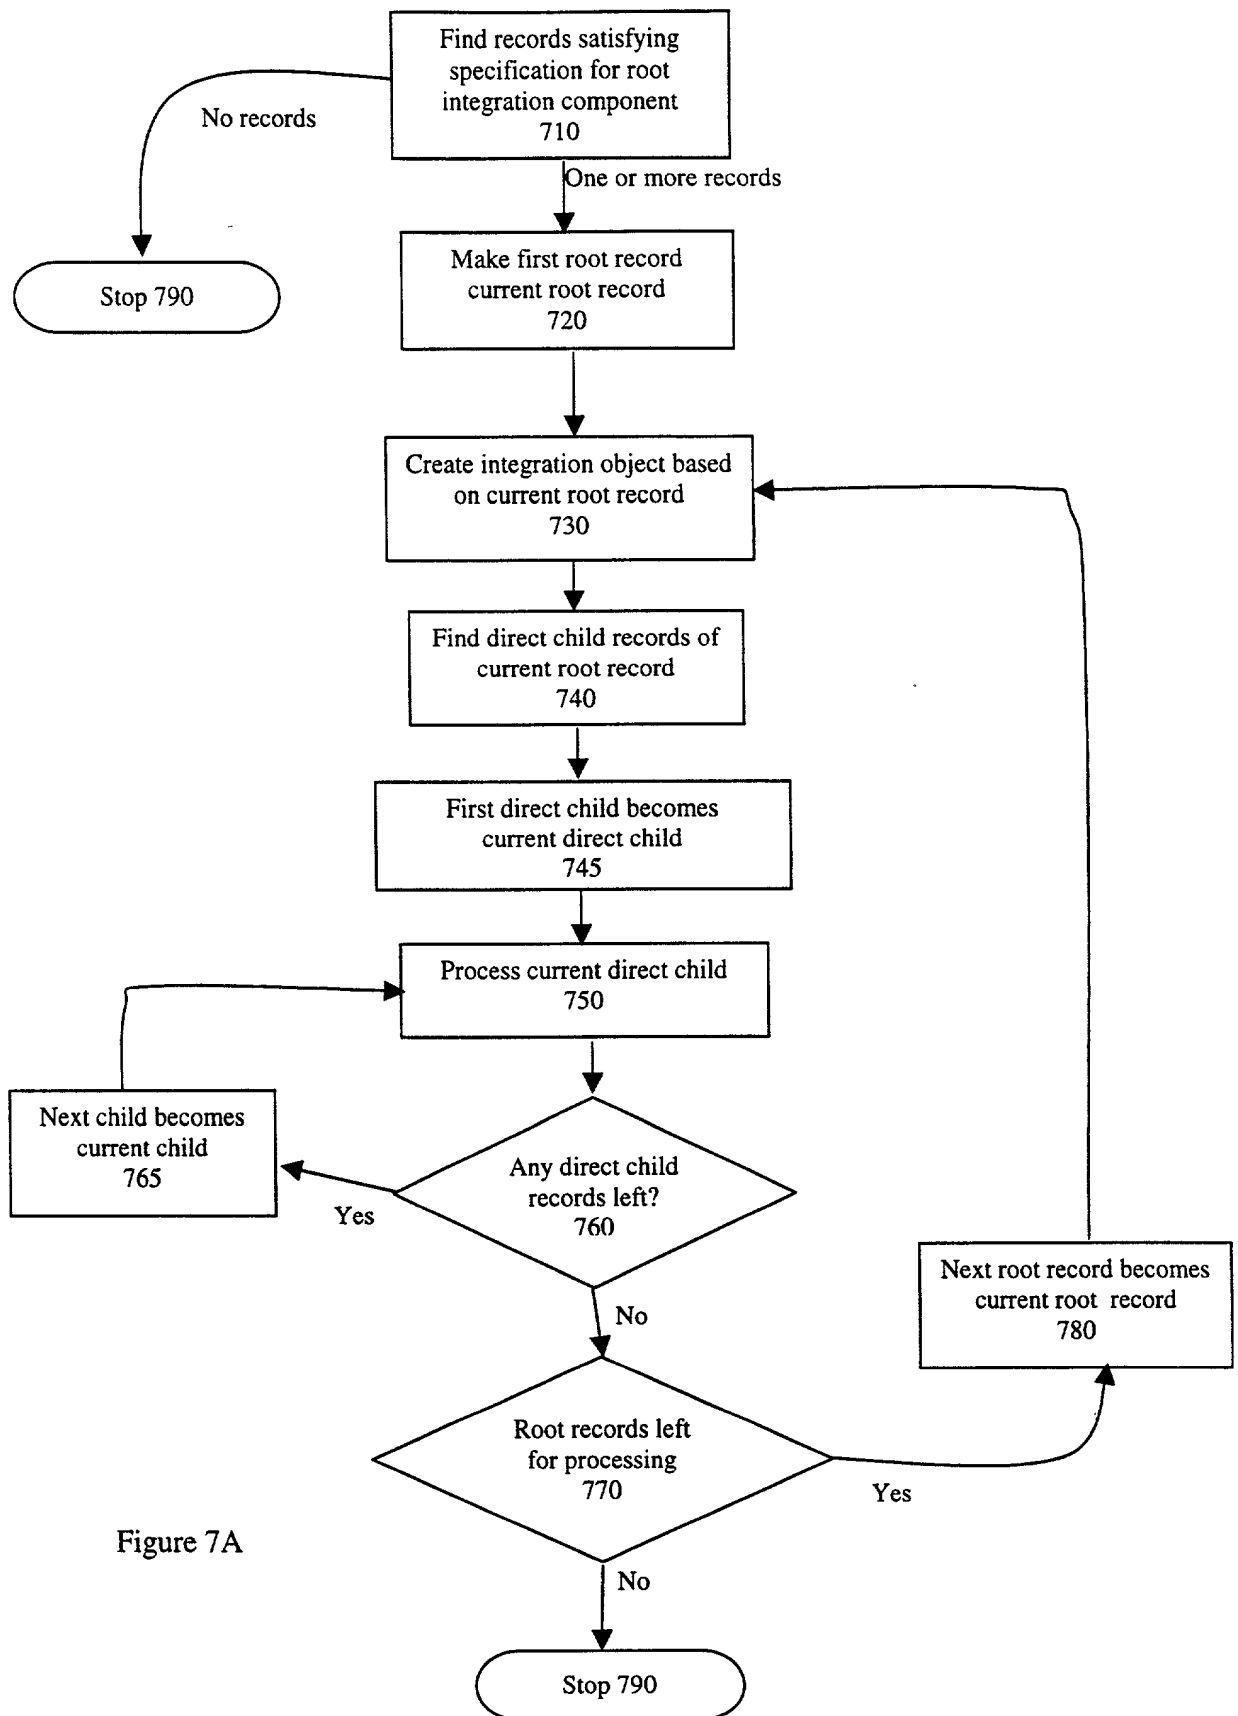 Find records satisfying
specification for root
integration component
710
No records
One or more records
Stop 790
Make first root record
current root record
720
Create integration object based
on current root record
730
Find direct child records of
current root record
740
First direct child becomes
current direct child
745
Process current direct child
750
Next child becomes
current child
765
Any direct child
records left?
760
Yes
No
Next root record becomes
current root record
780
Root records left
for processing
770
Yes
Figure 7A
No
Stop 790